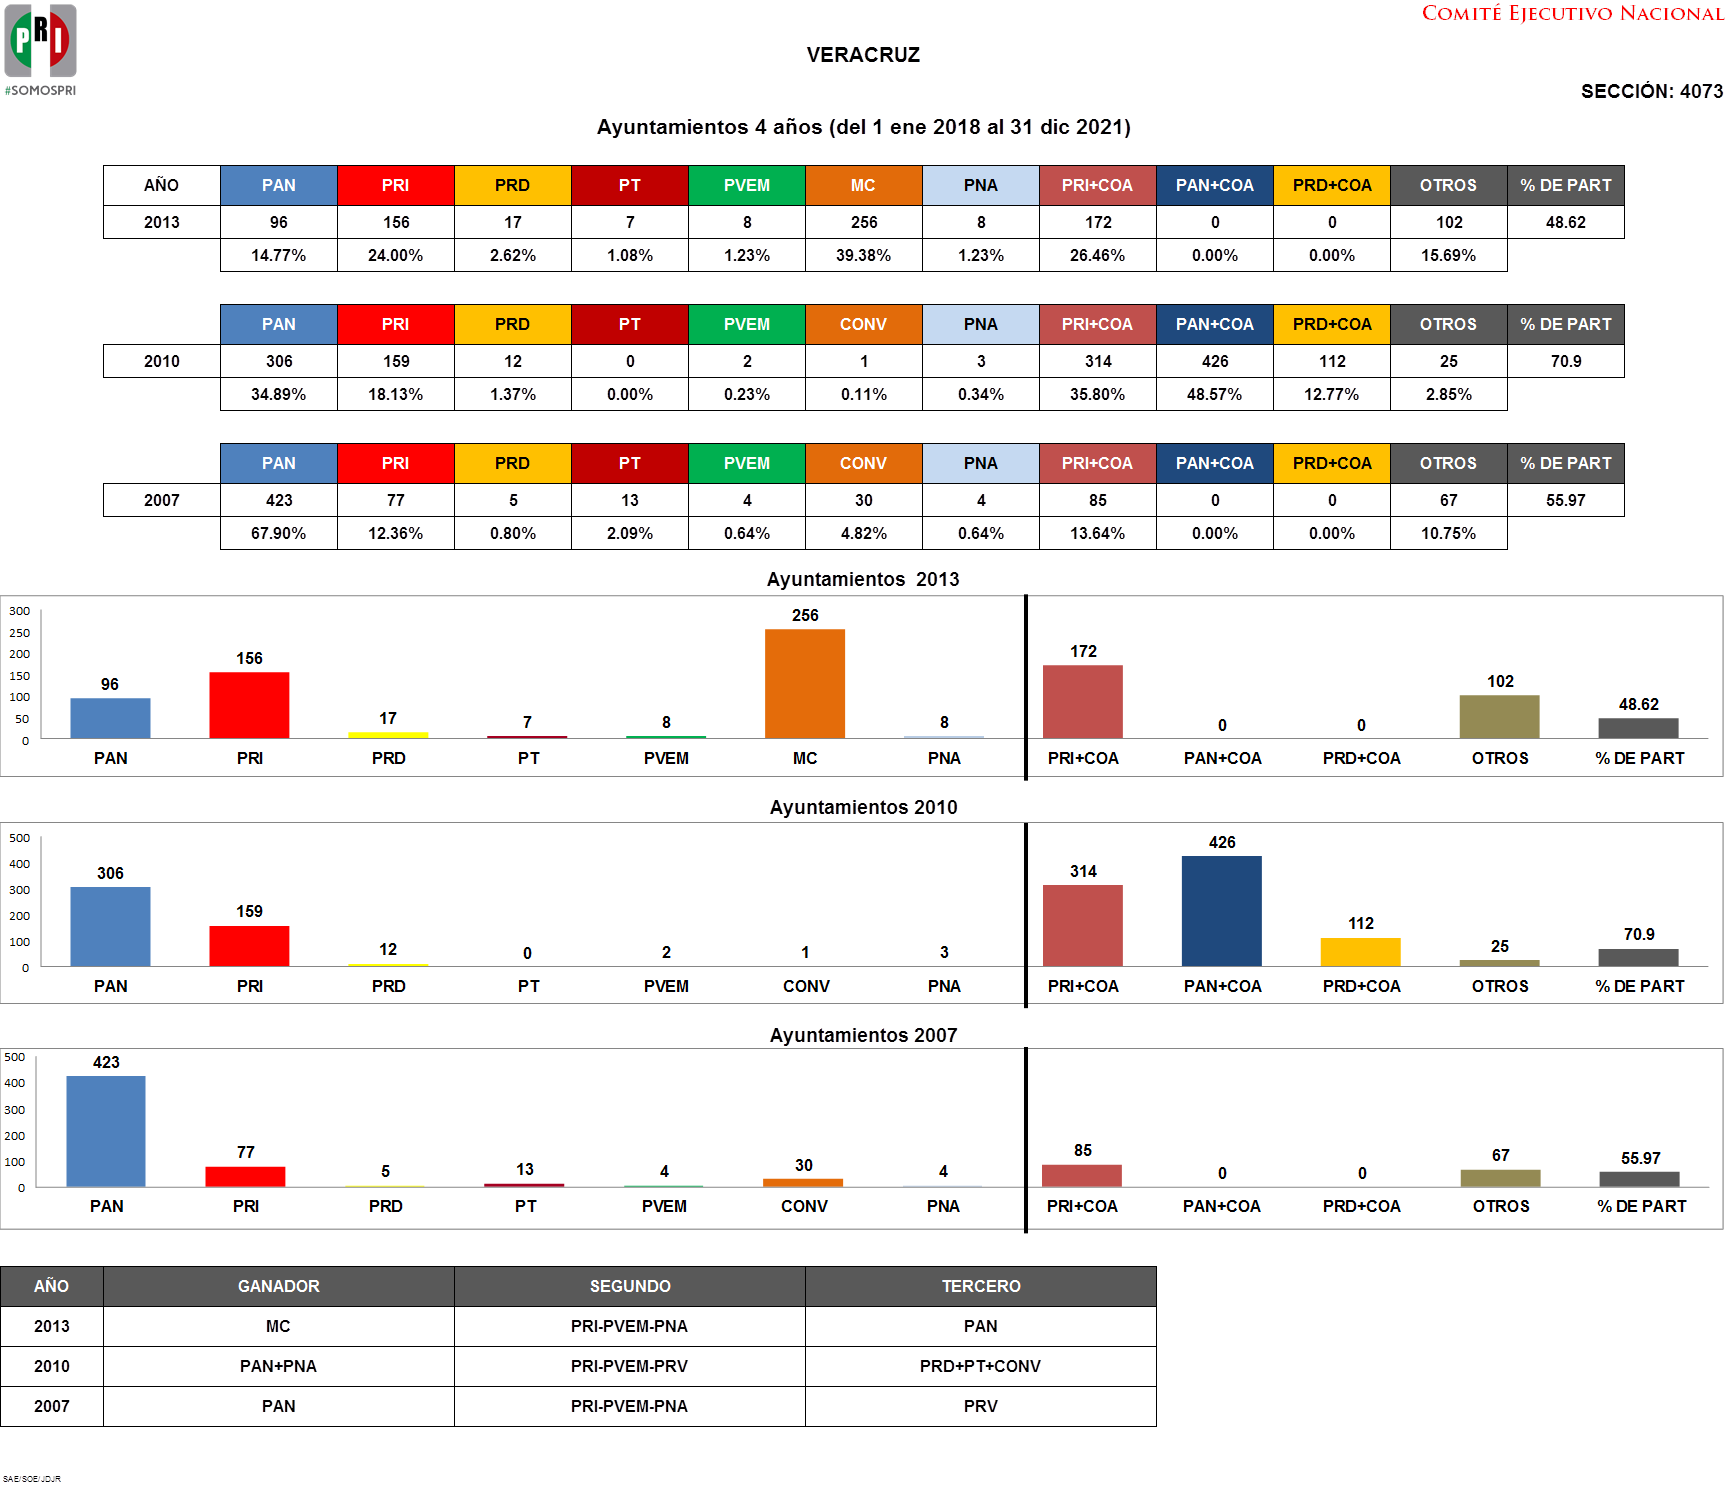 COMITÉ EJECUTIVO NACIONAL
PRI
#SOMOSPRI
VERACRUZ
SECCIÓN: 4073
Ayuntamientos 4 años (del 1 ene 2018 al 31 dic 2021)
AÑO PAN PRI PRD PT PVEM MC PNA PRI+COA PAN+COA PRD+COA OTROS % DE PART
2013 96 156 17 7 8 256 8 172 0 0 102 48.62
14.77% 24.00% 2.62% 1.08% 1.23% 39.38% 1.23% 26.46% 0.00% 0.00% 15.69%
PAN PRI PRD PT PVEM CONV PNA PRI+COA PAN+COA PRD+COA OTROS % DE PART
2010 306 159 12 0 2 1 3 314 426 112 25 70.9
34.89% 18.13% 1.37% 0.00% 0.23% 0.11% 0.34% 35.80% 48.57% 12.77% 2.85%
PAN PRI PRD PT PVEM CONV PNA PRI+COA PAN+COA PRD+COA OTROS % DE PART
2007 423 77 5 13 4 30 4 85 0 0 67 55.97
67.90% 12.36% 0.80% 2.09% 0.64% 4.82% 0.64% 13.64% 0.00% 0.00% 10.75%
Ayuntamientos 2013
300
250
200
150
100
50
0
96 156 17 7 8 256 8 172 0 0 102 48.62
PAN PRI PRD PT PVEM MC PNA PRI+COA PAN+COA PRD+COA OTROS % DE PART
Ayuntamientos 2010
500
400
300
200
100
0
306 159 12 0 2 1 3 314 426 112 25 70.9
PAN PRI PRD PT PVEM CONV PNA PRI+COA PAN+COA PRD+COA OTROS % DE PART
Ayuntamientos 2007
500
400
300
200
100
0
423 77 5 13 4 30 4 85 0 0 67 55.97
PAN PRI PRD PT PVEM CONV PNA PRI+COA PAN+COA PRD+COA OTROS % DE PART
AÑO GANADOR SEGUNDO TERCERO
2013 MC PRI-PVEM-PNA PAN
2010 PAN+PNA PRI-PVEM-PRV PRD+PT+CONV
2007 PAN PRI-PVEM-PNA PRV
SAE/SOE/JDJR